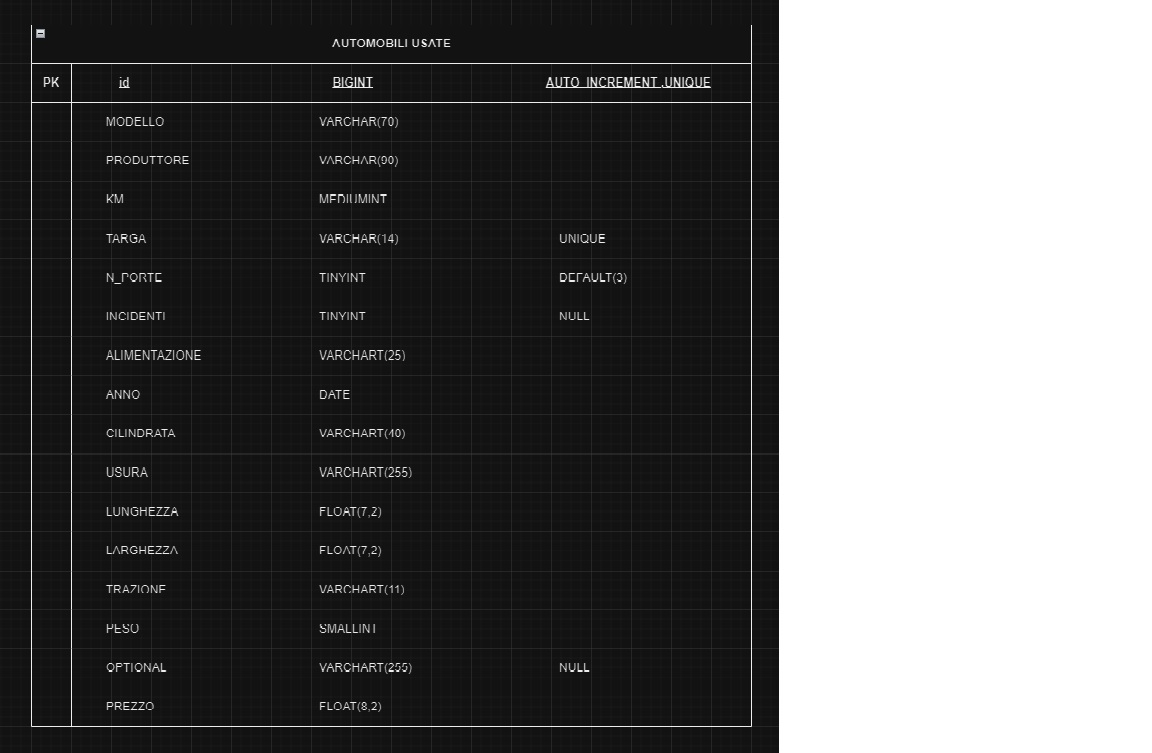 AUTOMOBILI USATE
PK id BIGINT AUTO_INCREMENT ,UNIQUE
MODELLO VARCHAR(70)
PRODUTTORE VARCHAR(90)
KM MEDIUMINT
TARGA VARCHAR(14) UNIQUE
N_PORTE TINYINT DEFAULT(3)
INCIDENTI TINYINT NULL
ALIMENTAZIONE VARCHART(25)
ANNO DATE
CILINDRATA VARCHART(40)
USURA VARCHART(255)
LUNGHEZZA FLOAT(7,2)
LARGHEZZA FLOAT(7,2)
TRAZIONE VARCHART(11)
PESO SMALLINT
OPTIONAL VARCHART(255) NULL
PREZZO FLOAT(8,2)